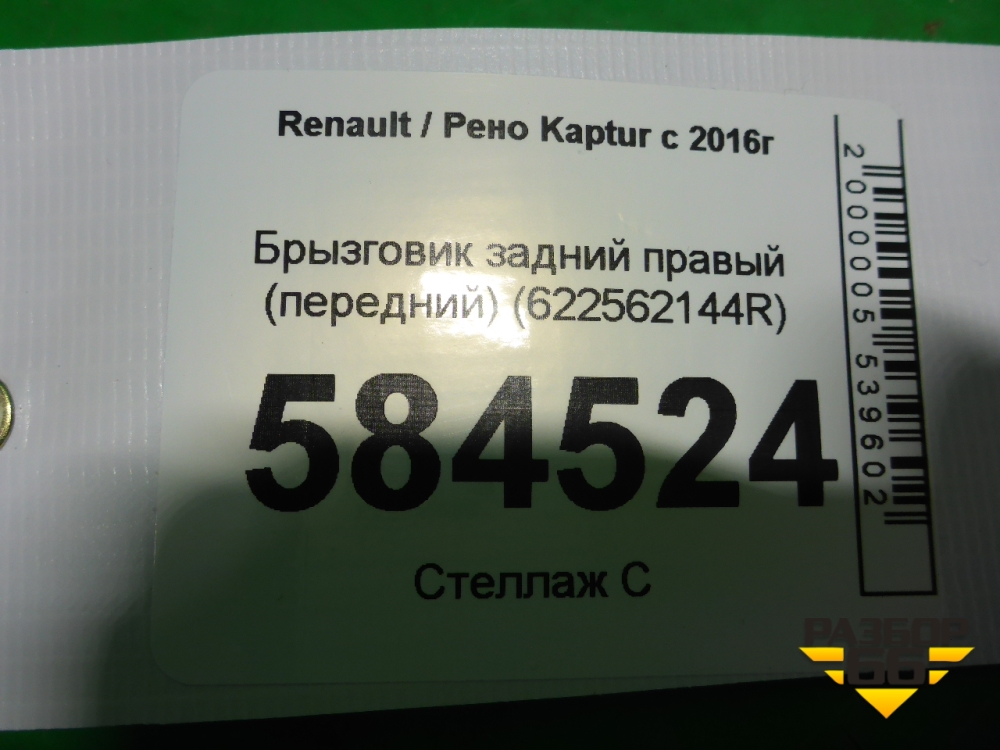 Renault / Рено Kaptur с 2016г
Брызговик задний правый
(передний) (622562144R)
584524
Стеллаж С
2000005539602
РАЗБОР
66